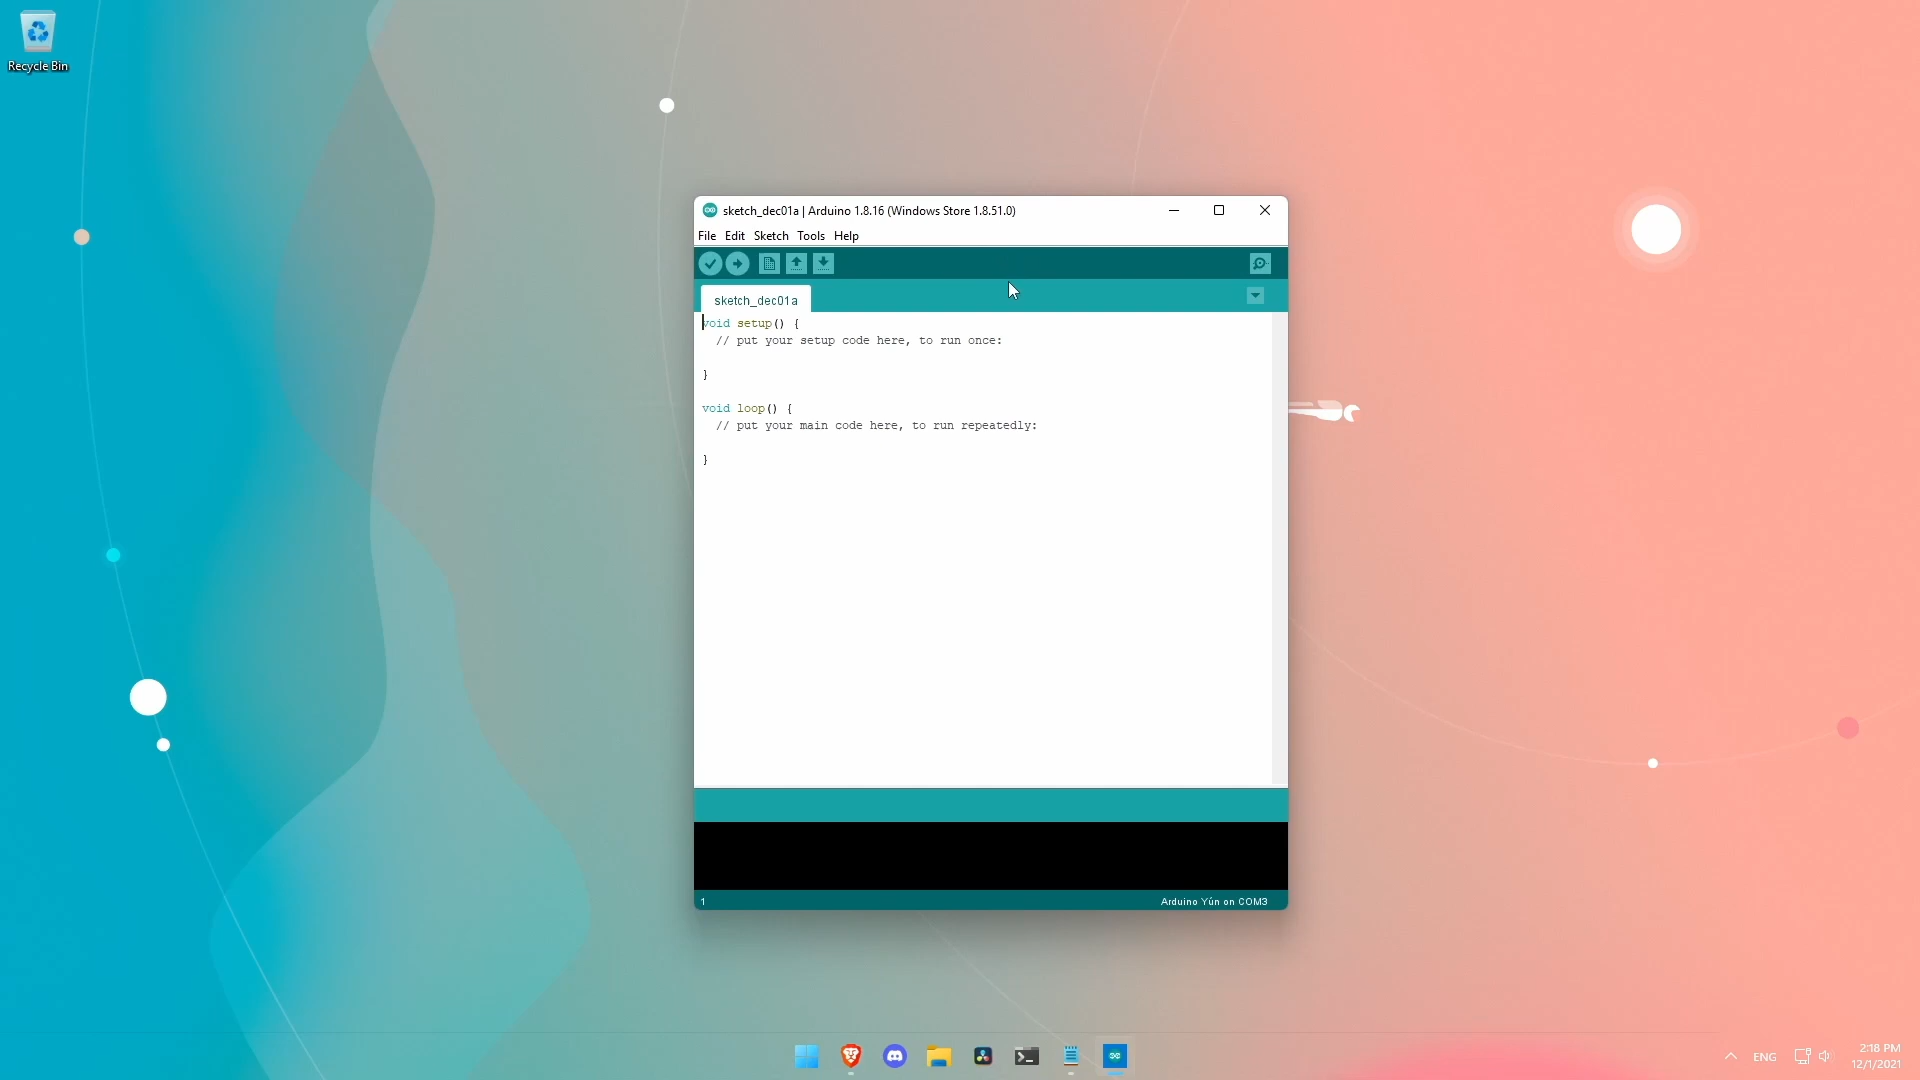 Recycle Bin
sketch_dec01a | Arduino 1.8.16 (Windows Store 1.8.51.0)
File Edit Sketch Tools Help
sketch_dec01a
void setup() {
  // put your setup code here, to run once:
}
void loop() {
  // put your main code here, to run repeatedly:
}
1
Arduino Yún on COM3
ENG
2:18 PM
12/1/2021